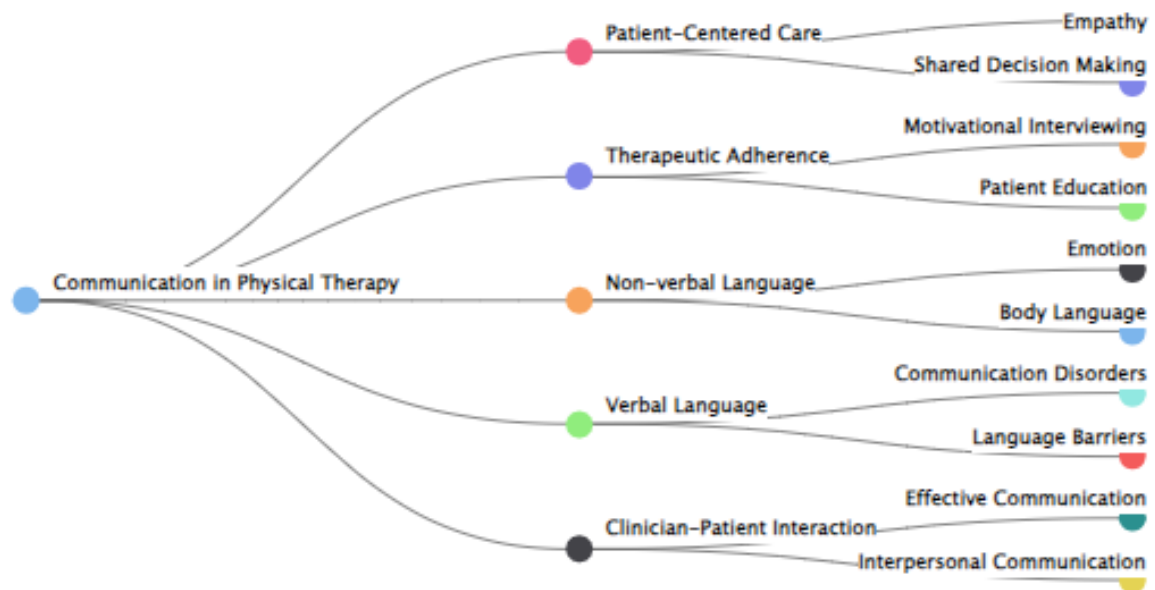 Patient-Centered Care
Empathy
Shared Decision Making
Therapeutic Adherence
Motivational Interviewing
Patient Education
Communication in Physical Therapy
Non-verbal Language
Emotion
Body Language
Verbal Language
Communication Disorders
Language Barriers
Clinician-Patient Interaction
Effective Communication
Interpersonal Communication